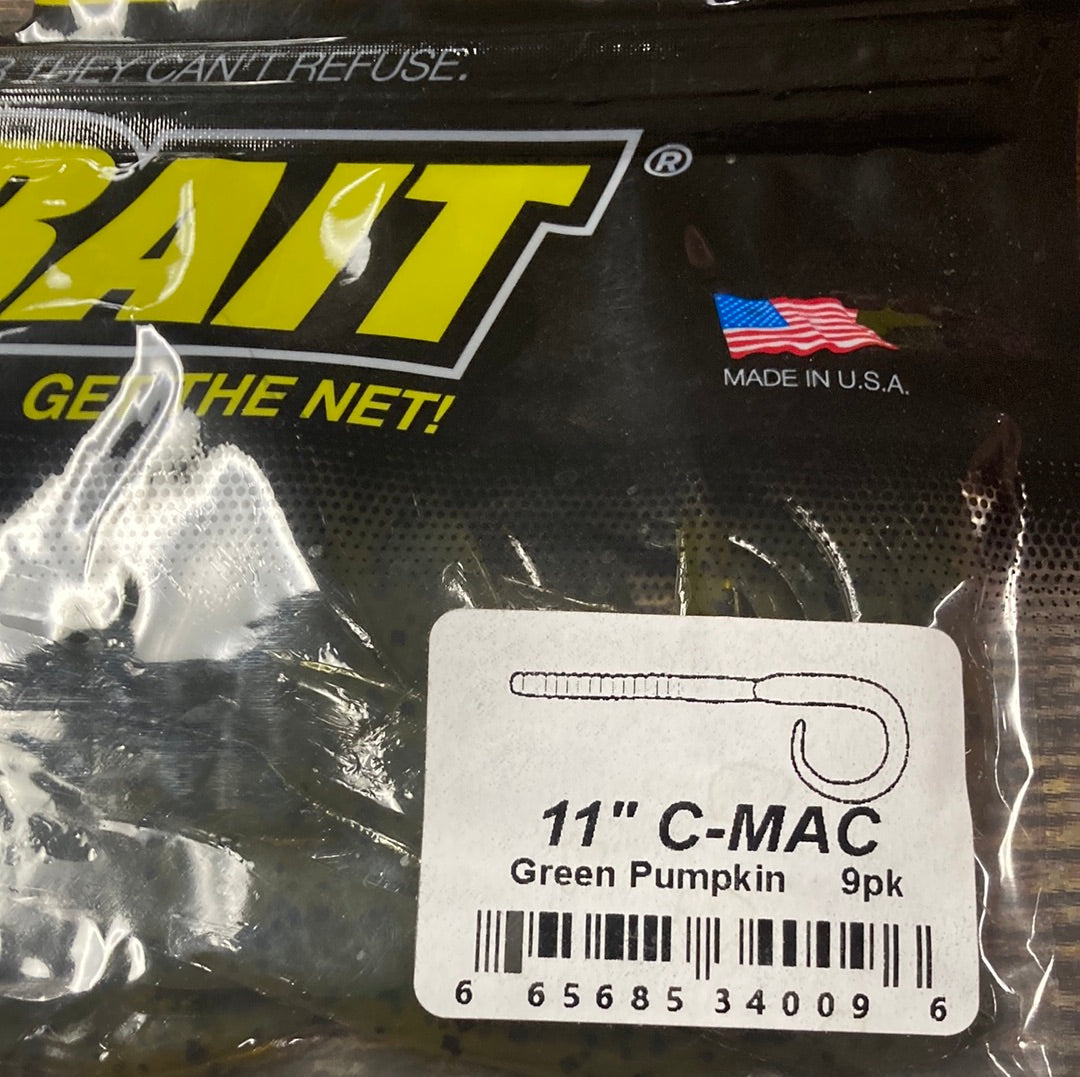 THEY CAN'T REFUSE.
BAIT®
GET THE NET!
MADE IN U.S.A.
11" C-MAC
Green Pumpkin 9pk
6 65685 34009 6